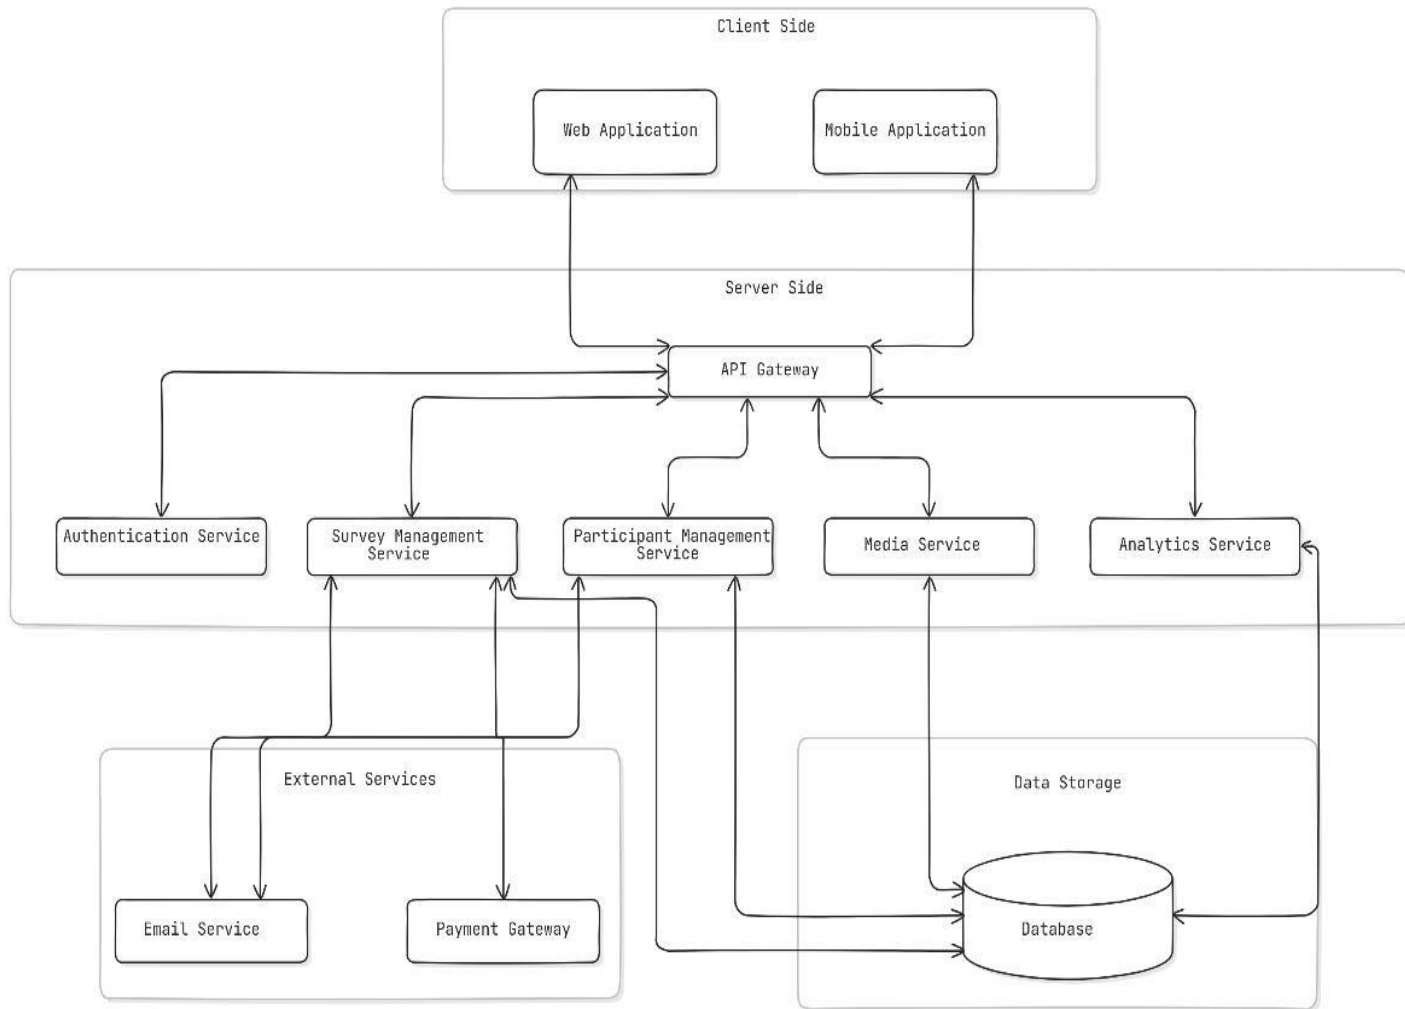 Client Side
Web Application
Mobile Application
Server Side
API Gateway
Authentication Service
Survey Management
Service
Participant Management
Service
Media Service
Analytics Service
External Services
Data Storage
Email Service
Payment Gateway
Database